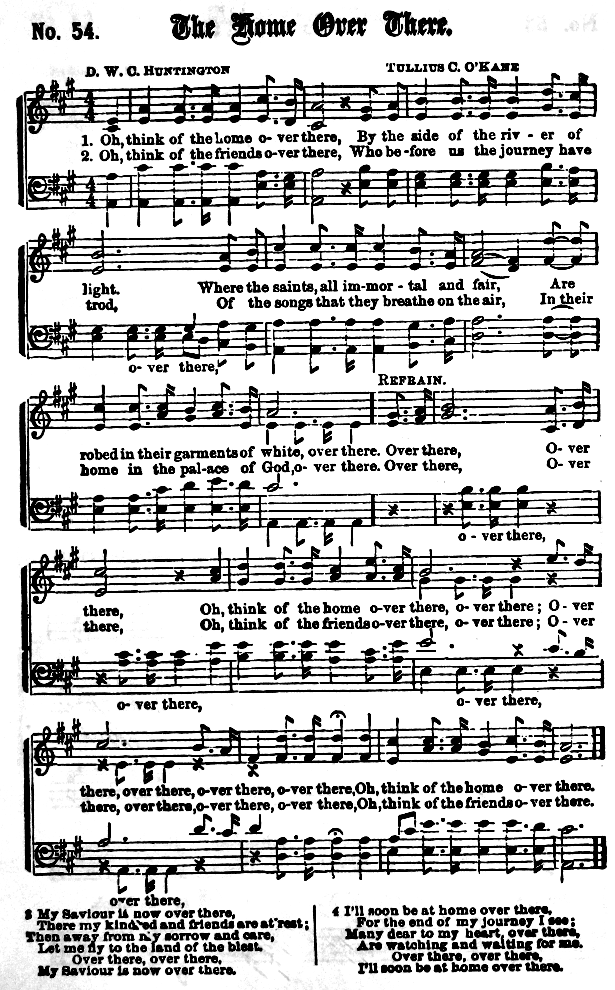 No. 54. The Home Over There.
D. W. C. HUNTINGTON TULLIUS C. O'KANE
1. Oh, think of the home o-ver there, By the side of the riv - er of
2. Oh, think of the friends o-ver there, Who be-fore us the journey have
light. Where the saints, all im-mor - tal and fair, Are
trod, Of the songs that they breathe on the air, In their
o- ver there,
REFRAIN.
robed in their garments of white, over there. Over there, O- ver
home in the pal-ace of God, o- ver there. Over there, O- ver
o - ver there,
there, Oh, think of the home o-ver there, o-ver there; O - ver
there, Oh, think of the friends o-ver there, o-ver there; O - ver
o- ver there, o- ver there,
there, over there, o-ver there, o-ver there, Oh, think of the home o-ver there.
there, over there, o-ver there, o-ver there, Oh, think of the friends o-ver there.
over there,
3 My Saviour is now over there,
There my kindred and friends are at rest;
Then away from my sorrow and care,
Let me fly to the land of the blest.
Over there, over there,
My Saviour is now over there.
4 I'll soon be at home over there,
For the end of my journey I see;
Many dear to my heart, over there,
Are watching and waiting for me.
Over there, over there,
I'll soon be at home over there.